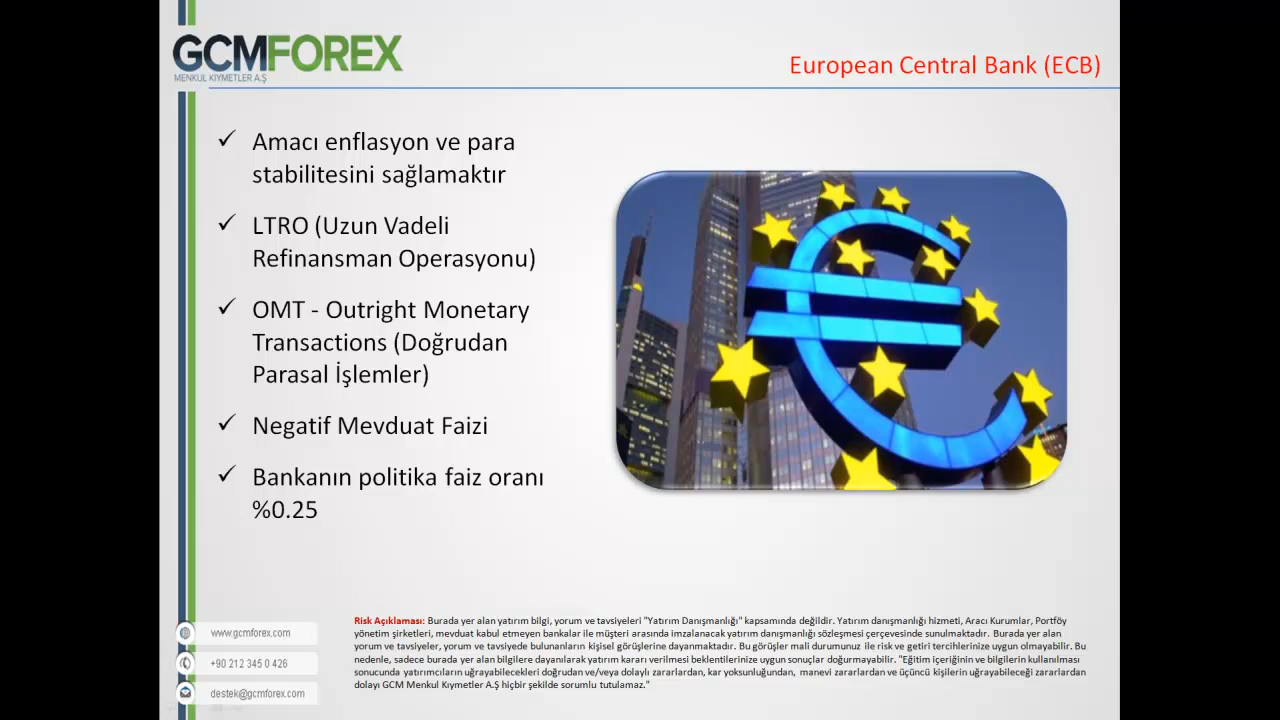 GCMFOREX
MENKUL KIYMETLER A.Ş
European Central Bank (ECB)
✓ Amacı enflasyon ve para
stabilitesini sağlamaktır
✓ LTRO (Uzun Vadeli
Refinansman Operasyonu)
✓ OMT - Outright Monetary
Transactions (Doğrudan
Parasal İşlemler)
✓ Negatif Mevduat Faizi
✓ Bankanın politika faiz oranı
%0.25
www.gcmforex.com
+90 212 345 0 426
destek@gcmforex.com
Risk Açıklaması: Burada yer alan yatırım bilgi, yorum ve tavsiyeleri "Yatırım Danışmanlığı" kapsamında değildir. Yatırım danışmanlığı hizmeti, Aracı Kurumlar, Portföy
yönetim şirketleri, mevduat kabul etmeyen bankalar ile müşteri arasında imzalanacak yatırım danışmanlığı sözleşmesi çerçevesinde sunulmaktadır. Burada yer alan
yorum ve tavsiyeler, yorum ve tavsiyede bulunanların kişisel görüşlerine dayanmaktadır. Bu görüşler mali durumunuz ile risk ve getiri tercihlerinize uygun olmayabilir. Bu
nedenle, sadece burada yer alan bilgilere dayanılarak yatırım kararı verilmesi beklentilerinize uygun sonuçlar doğurmayabilir. "Eğitim içeriğinin ve bilgilerin kullanılması
sonucunda yatırımcıların uğrayabilecekleri doğrudan ve/veya dolaylı zararlardan, kar yoksunluğundan, manevi zararlardan ve üçüncü kişilerin uğrayabileceği zararlardan
dolayı GCM Menkul Kıymetler A.Ş hiçbir şekilde sorumlu tutulamaz."